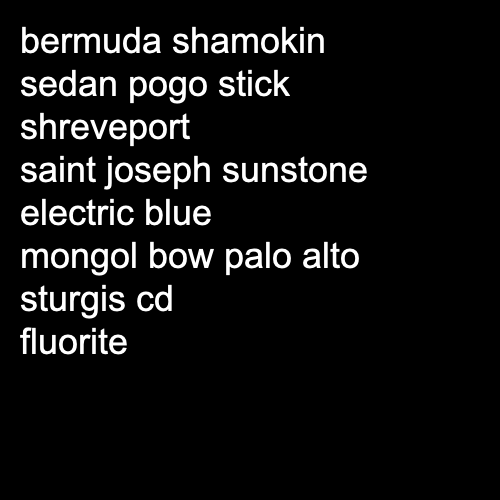 bermuda shamokin
sedan pogo stick
shreveport
saint joseph sunstone
electric blue
mongol bow palo alto
sturgis cd
fluorite